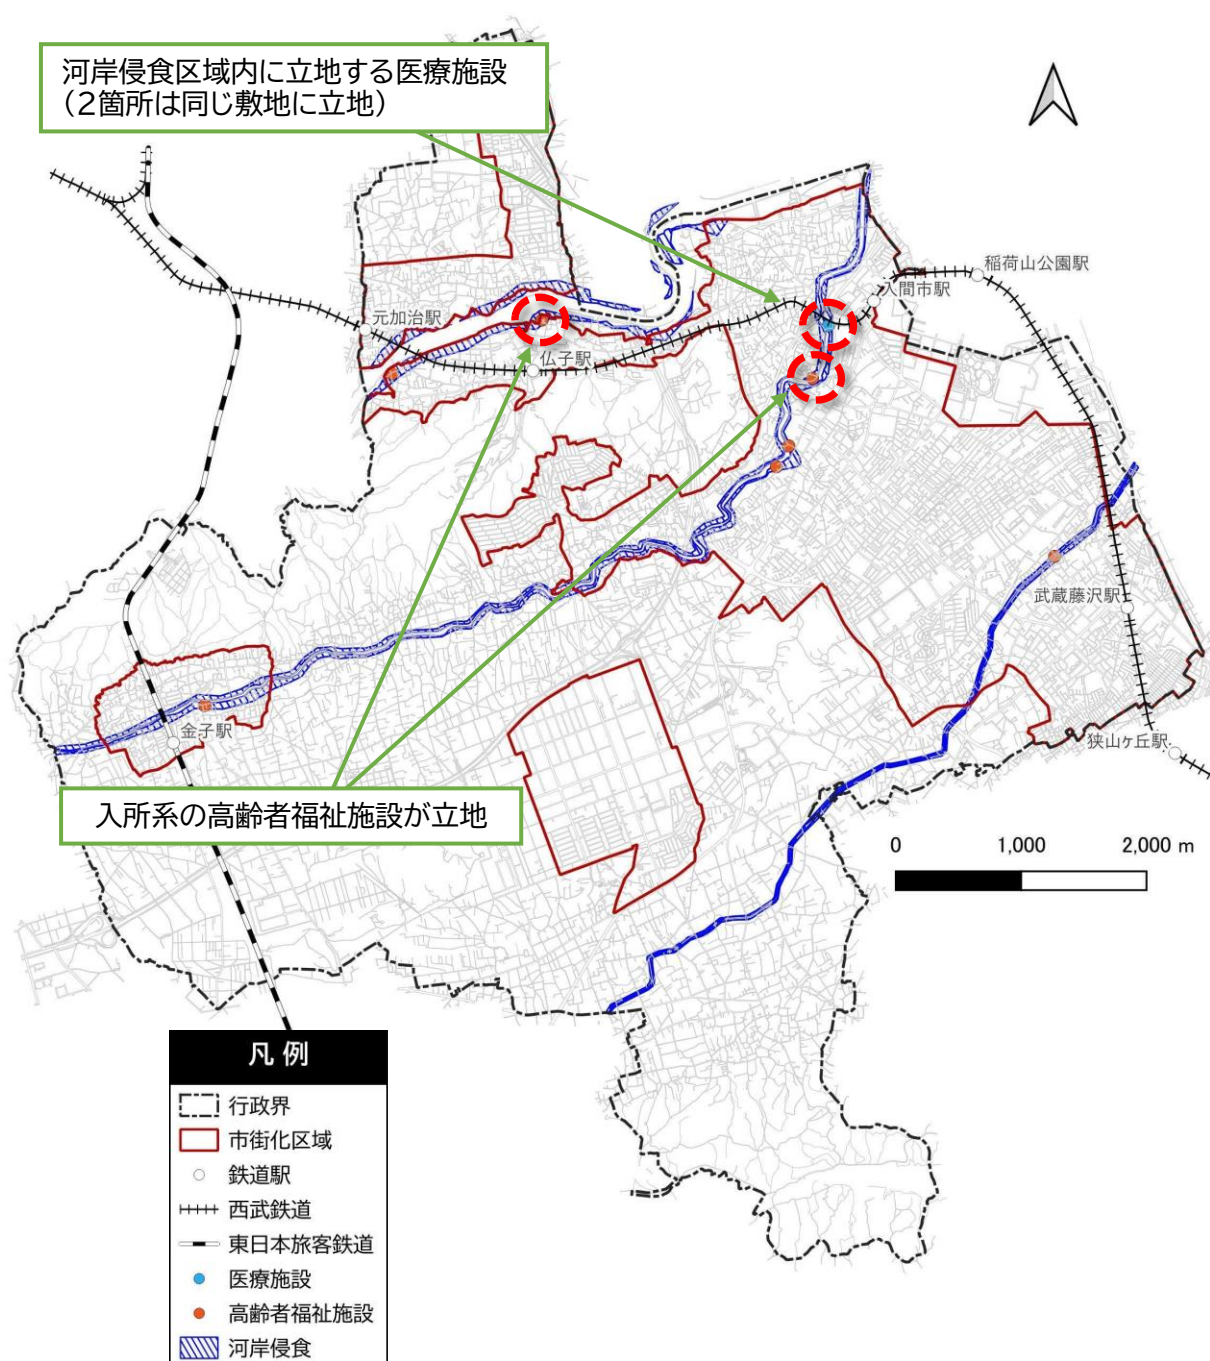 河岸侵食区域内に立地する医療施設
(2箇所は同じ敷地に立地)
稲荷山公園駅
入間市駅
元加治駅
仏子駅
武蔵藤沢駅
金子駅
狭山ヶ丘駅
入所系の高齢者福祉施設が立地
0 1,000 2,000 m
凡 例
行政界
市街化区域
鉄道駅
西武鉄道
東日本旅客鉄道
医療施設
高齢者福祉施設
河岸侵食